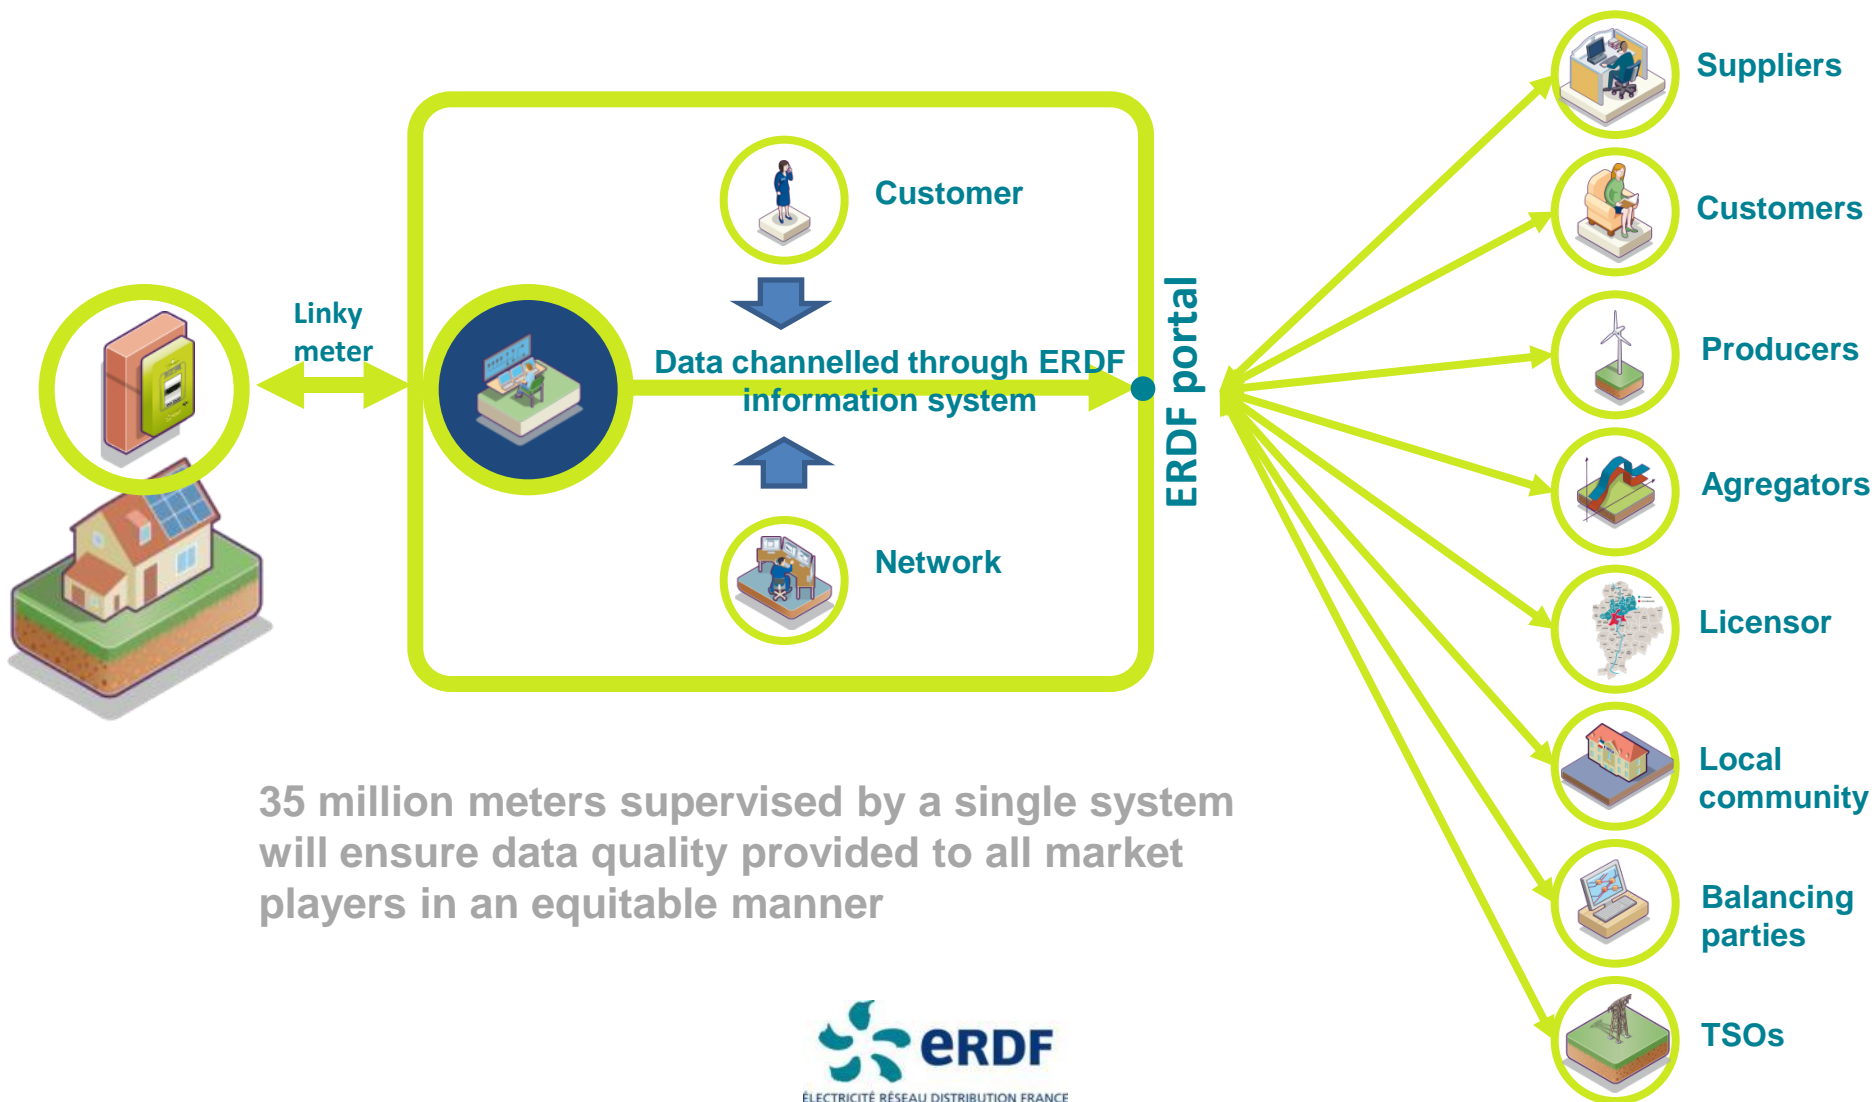 Linky
meter
Customer
Data channelled through ERDF
information system
Network
ERDF portal
Suppliers
Customers
Producers
Agregators
Licensor
Local
community
Balancing
parties
TSOs
35 million meters supervised by a single system
will ensure data quality provided to all market
players in an equitable manner
eRDF
ÉLECTRICITÉ RÉSEAU DISTRIBUTION FRANCE